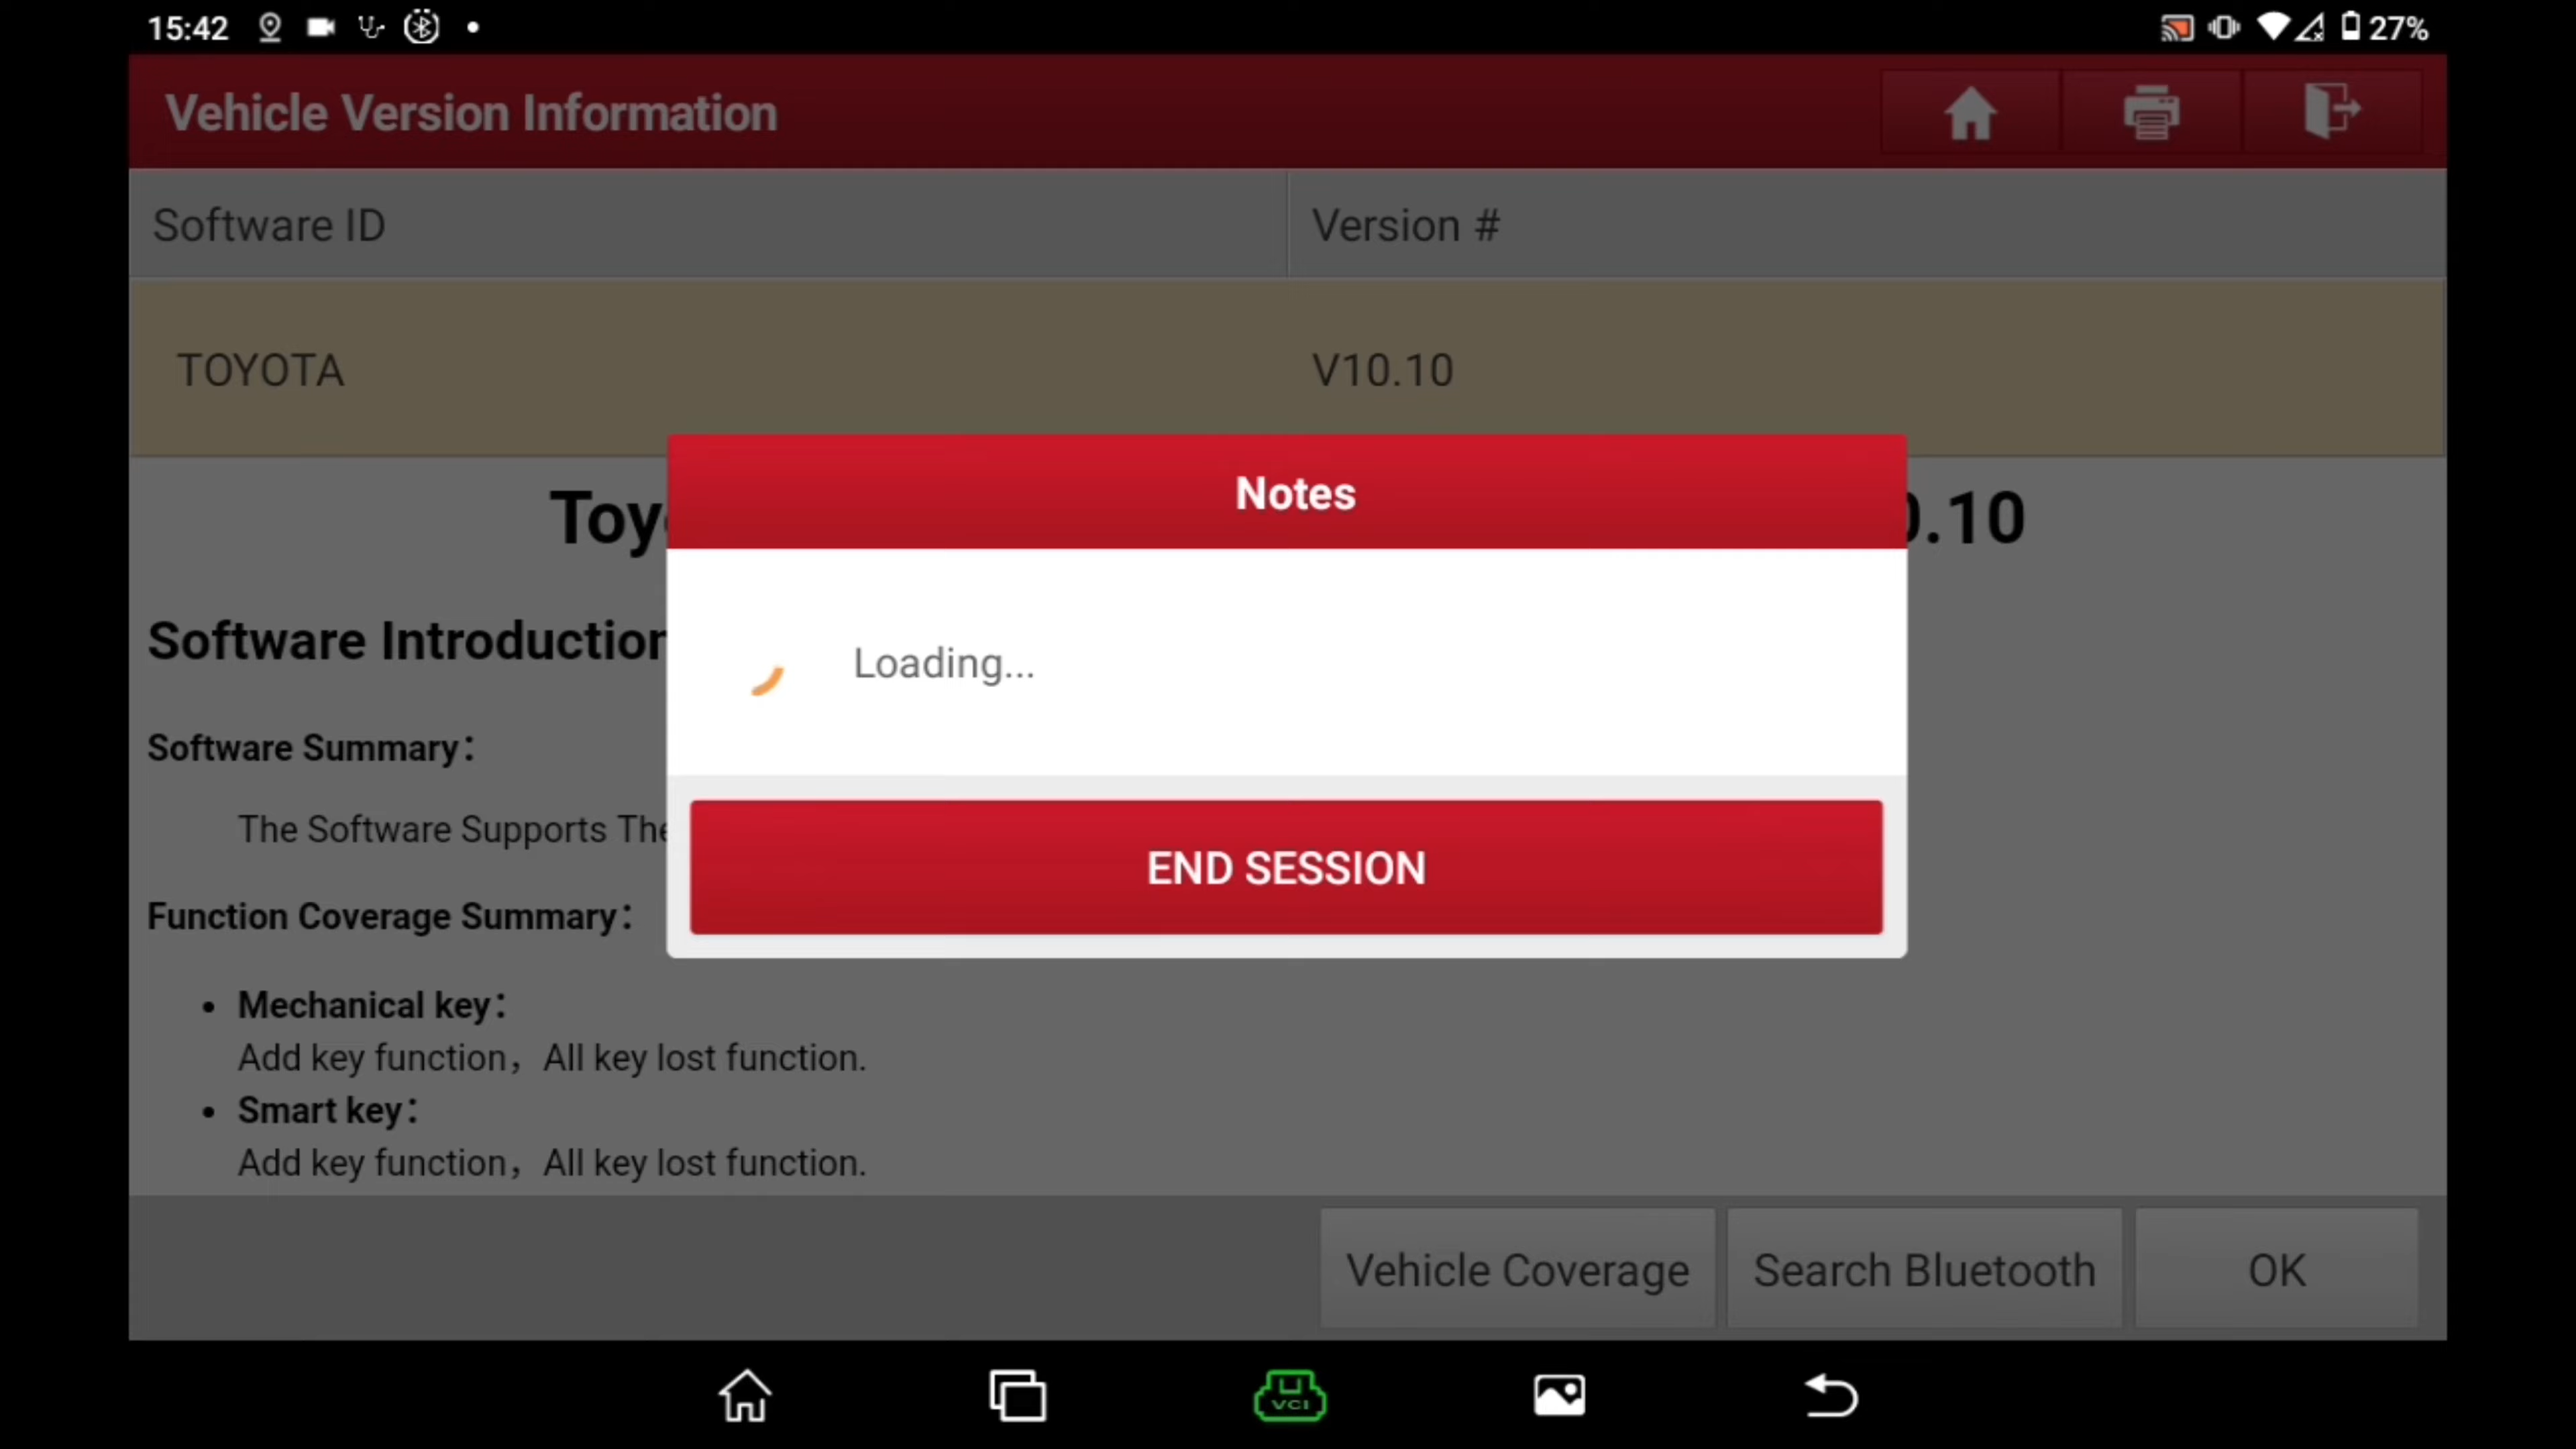 15:42
27%
Vehicle Version Information
Software ID
Version #
TOYOTA
V10.10
Notes
.10
Software Introduction
Loading...
Software Summary：
The Software Supports The
END SESSION
Function Coverage Summary：
• Mechanical key：
Add key function，All key lost function.
• Smart key：
Add key function，All key lost function.
Vehicle Coverage
Search Bluetooth
OK
VCI